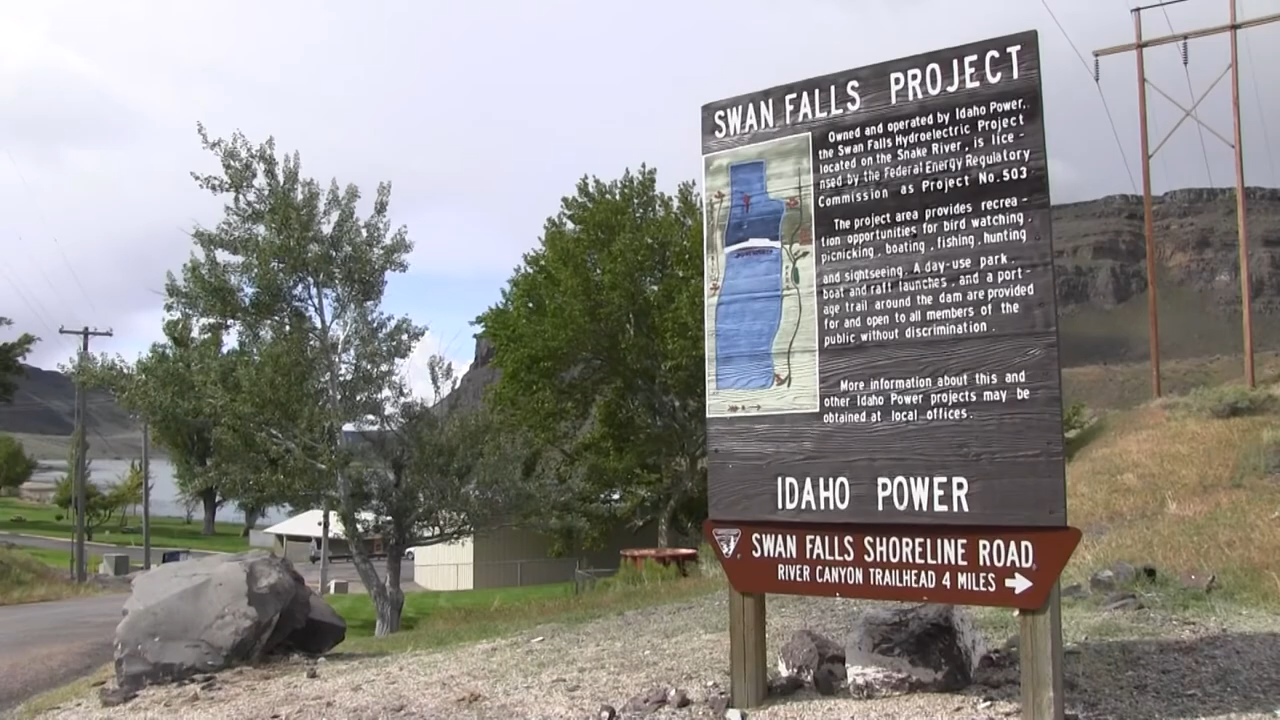 SWAN FALLS PROJECT
Owned and operated by Idaho Power,
the Swan Falls Hydroelectric Project
located on the Snake River, is lice -
nsed by the Federal Energy Regulatory
Commission as Project No.503
The project area provides recrea -
tion opportunities for bird watching ,
picnicking , boating , fishing , hunting
and sightseeing. A day-use park ,
boat and raft launches , and a port -
age trail around the dam are provided
for and open to all members of the
public without discrimination .
More information about this and
other Idaho Power projects may be
obtained at local offices.
IDAHO POWER
SWAN FALLS SHORELINE ROAD
RIVER CANYON TRAILHEAD 4 MILES